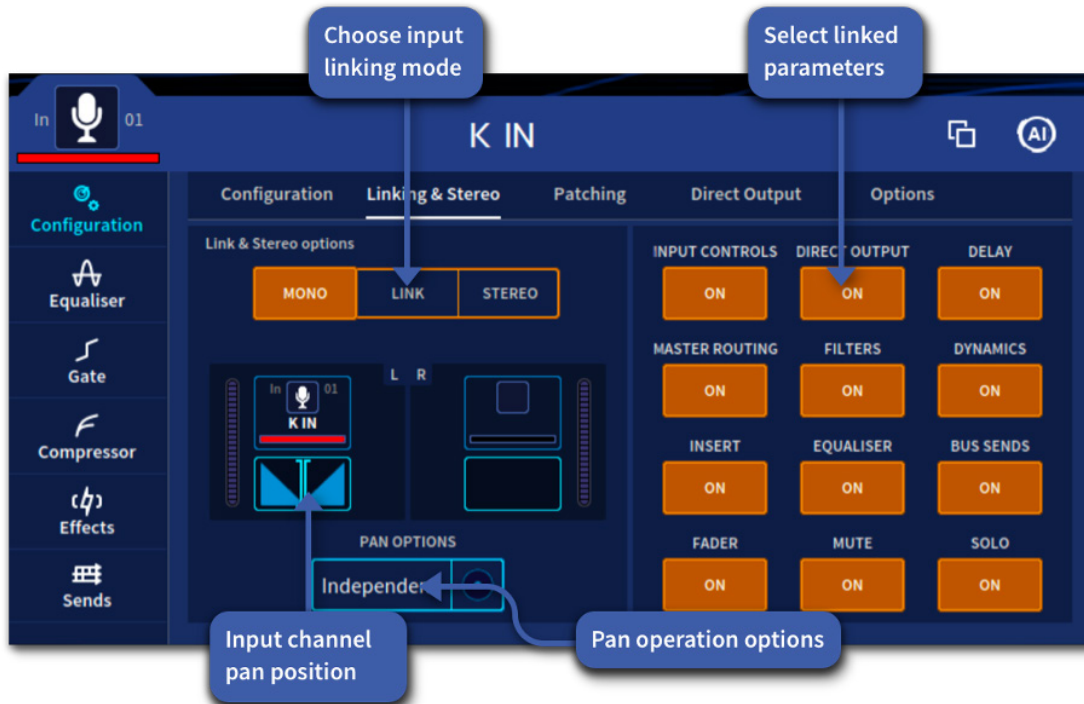 Choose input
linking mode
Select linked
parameters
In 01
K IN
AI
Configuration
Equaliser
Gate
Compressor
Effects
Sends
Configuration Linking & Stereo Patching Direct Output Options
Link & Stereo options
MONO LINK STEREO
L R
In 01
K IN
PAN OPTIONS
Independen
INPUT CONTROLS DIRECT OUTPUT DELAY
ON ON ON
MASTER ROUTING FILTERS DYNAMICS
ON ON ON
INSERT EQUALISER BUS SENDS
ON ON ON
FADER MUTE SOLO
ON ON ON
Input channel
pan position
Pan operation options